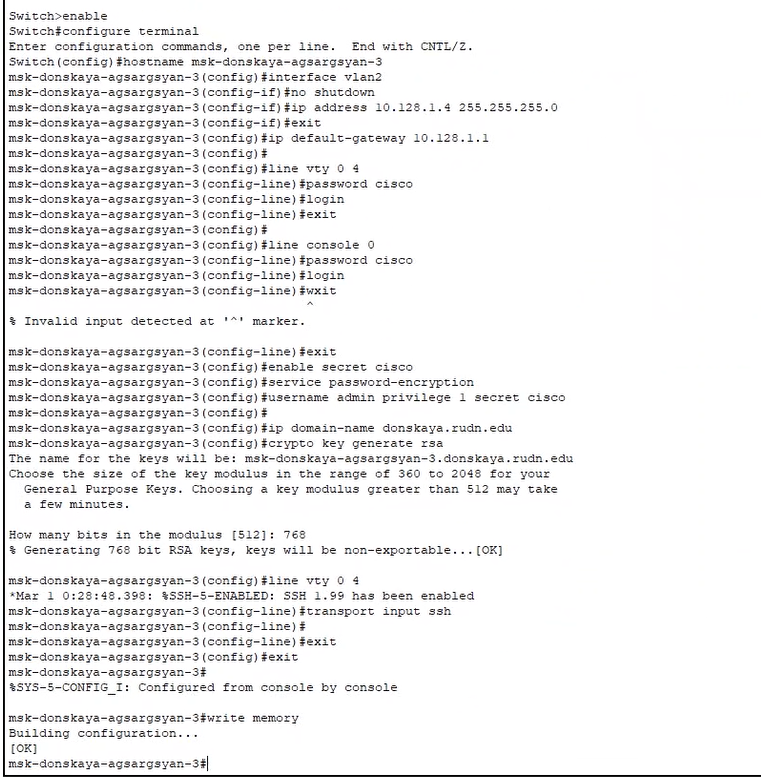 Switch>enable
Switch#configure terminal
Enter configuration commands, one per line.  End with CNTL/Z.
Switch(config)#hostname msk-donskaya-agsargsyan-3
msk-donskaya-agsargsyan-3(config)#interface vlan2
msk-donskaya-agsargsyan-3(config-if)#no shutdown
msk-donskaya-agsargsyan-3(config-if)#ip address 10.128.1.4 255.255.255.0
msk-donskaya-agsargsyan-3(config-if)#exit
msk-donskaya-agsargsyan-3(config)#ip default-gateway 10.128.1.1
msk-donskaya-agsargsyan-3(config)#
msk-donskaya-agsargsyan-3(config)#line vty 0 4
msk-donskaya-agsargsyan-3(config-line)#password cisco
msk-donskaya-agsargsyan-3(config-line)#login
msk-donskaya-agsargsyan-3(config-line)#exit
msk-donskaya-agsargsyan-3(config)#
msk-donskaya-agsargsyan-3(config)#line console 0
msk-donskaya-agsargsyan-3(config-line)#password cisco
msk-donskaya-agsargsyan-3(config-line)#login
msk-donskaya-agsargsyan-3(config-line)#wxit
^
% Invalid input detected at '^' marker.
msk-donskaya-agsargsyan-3(config-line)#exit
msk-donskaya-agsargsyan-3(config)#enable secret cisco
msk-donskaya-agsargsyan-3(config)#service password-encryption
msk-donskaya-agsargsyan-3(config)#username admin privilege 1 secret cisco
msk-donskaya-agsargsyan-3(config)#
msk-donskaya-agsargsyan-3(config)#ip domain-name donskaya.rudn.edu
msk-donskaya-agsargsyan-3(config)#crypto key generate rsa
The name for the keys will be: msk-donskaya-agsargsyan-3.donskaya.rudn.edu
Choose the size of the key modulus in the range of 360 to 2048 for your
General Purpose Keys. Choosing a key modulus greater than 512 may take
a few minutes.
How many bits in the modulus [512]: 768
% Generating 768 bit RSA keys, keys will be non-exportable...[OK]
msk-donskaya-agsargsyan-3(config)#line vty 0 4
*Mar 1 0:28:48.398: %SSH-5-ENABLED: SSH 1.99 has been enabled
msk-donskaya-agsargsyan-3(config-line)#transport input ssh
msk-donskaya-agsargsyan-3(config-line)#
msk-donskaya-agsargsyan-3(config-line)#exit
msk-donskaya-agsargsyan-3(config)#exit
msk-donskaya-agsargsyan-3#
%SYS-5-CONFIG_I: Configured from console by console
msk-donskaya-agsargsyan-3#write memory
Building configuration...
[OK]
msk-donskaya-agsargsyan-3#